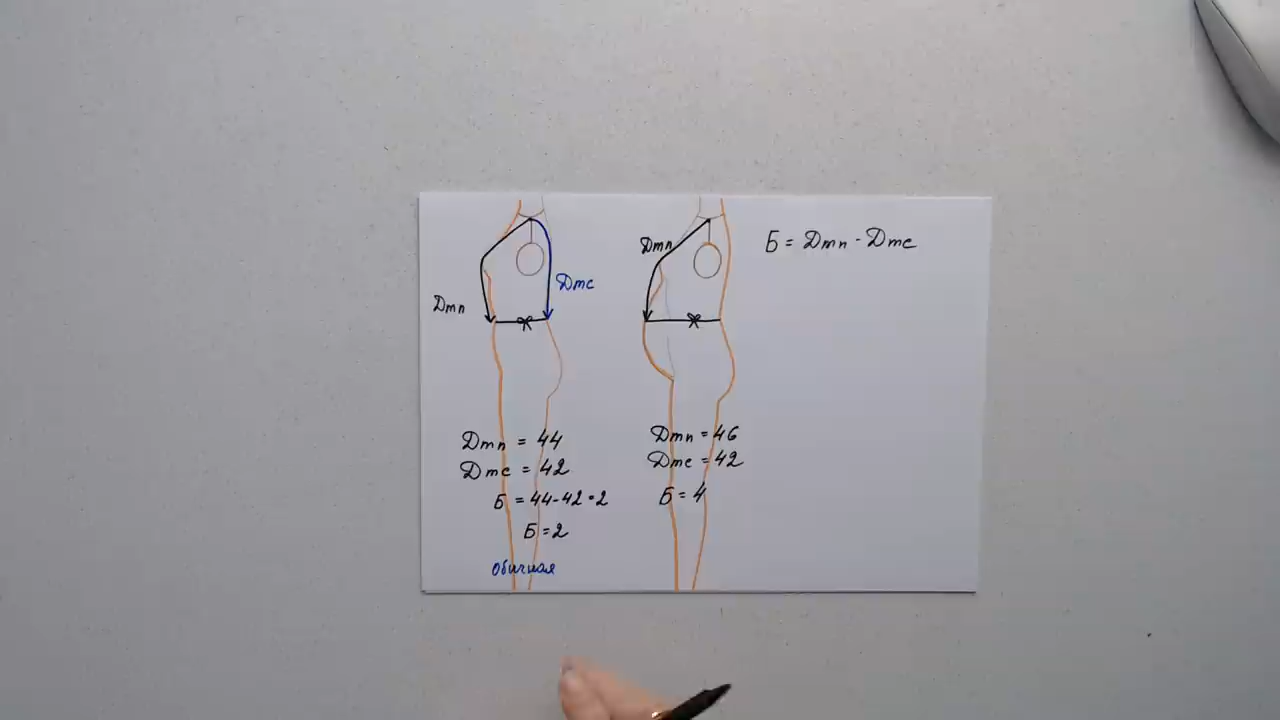 Дтп
Дтс
Дтп = 44
Дтс = 42
Б = 44-42=2
Б = 2
обычная
Дтп
Дтп = 46
Дтс = 42
Б = 4
Б = Дтп - Дтс